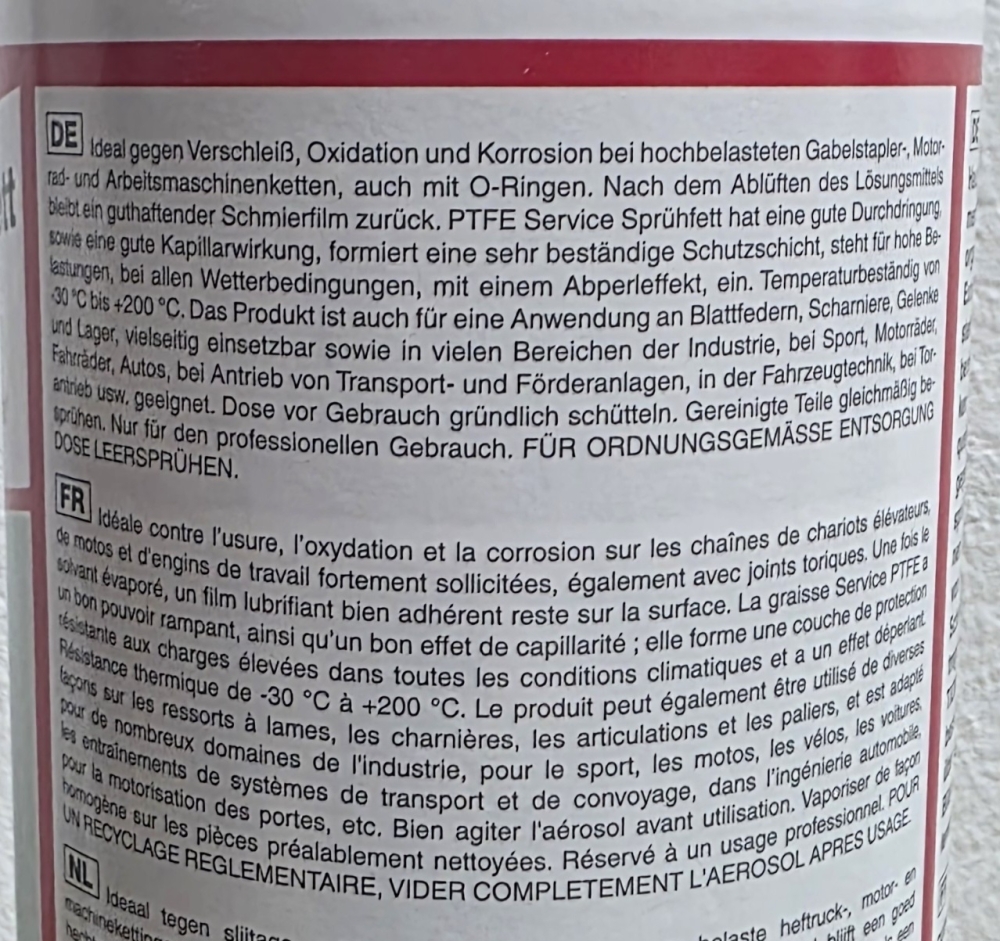 DE Ideal gegen Verschleiß, Oxidation und Korrosion bei hochbelasteten Gabelstapler-, Motor-
rad- und Arbeitsmaschinenketten, auch mit O-Ringen. Nach dem Ablüften des Lösungsmittels
bleibt ein guthaftender Schmierfilm zurück. PTFE Service Sprühfett hat eine gute Durchdringung,
sowie eine gute Kapillarwirkung, formiert eine sehr beständige Schutzschicht, steht für hohe Be-
lastungen, bei allen Wetterbedingungen, mit einem Abperleffekt, ein. Temperaturbeständig von
-30 °C bis +200 °C. Das Produkt ist auch für eine Anwendung an Blattfedern, Scharniere, Gelenke
und Lager, vielseitig einsetzbar sowie in vielen Bereichen der Industrie, bei Sport, Motorräder,
Fahrräder, Autos, bei Antrieb von Transport- und Förderanlagen, in der Fahrzeugtechnik, bei Tor-
antrieb usw. geeignet. Dose vor Gebrauch gründlich schütteln. Gereinigte Teile gleichmäßig be-
sprühen. Nur für den professionellen Gebrauch. FÜR ORDNUNGSGEMÄSSE ENTSORGUNG
DOSE LEERSPRÜHEN.
FR Idéale contre l'usure, l'oxydation et la corrosion sur les chaînes de chariots élévateurs,
de motos et d'engins de travail fortement sollicitées, également avec joints toriques. Une fois le
solvant évaporé, un film lubrifiant bien adhérent reste sur la surface. La graisse Service PTFE a
un bon pouvoir rampant, ainsi qu'un bon effet de capillarité ; elle forme une couche de protection
résistante aux charges élevées dans toutes les conditions climatiques et a un effet déperlant.
Résistance thermique de -30 °C à +200 °C. Le produit peut également être utilisé de diverses
façons sur les ressorts à lames, les charnières, les articulations et les paliers, et est adapté
pour de nombreux domaines de l'industrie, pour le sport, les motos, les vélos, les voitures,
les entraînements de systèmes de transport et de convoyage, dans l'ingénierie automobile,
pour la motorisation des portes, etc. Bien agiter l'aérosol avant utilisation. Vaporiser de façon
homogène sur les pièces préalablement nettoyées. Réservé à un usage professionnel. POUR
UN RECYCLAGE REGLEMENTAIRE, VIDER COMPLETEMENT L'AEROSOL APRES USAGE.
NL Ideaal tegen heftruck-, motor- en
blijft een goed
een